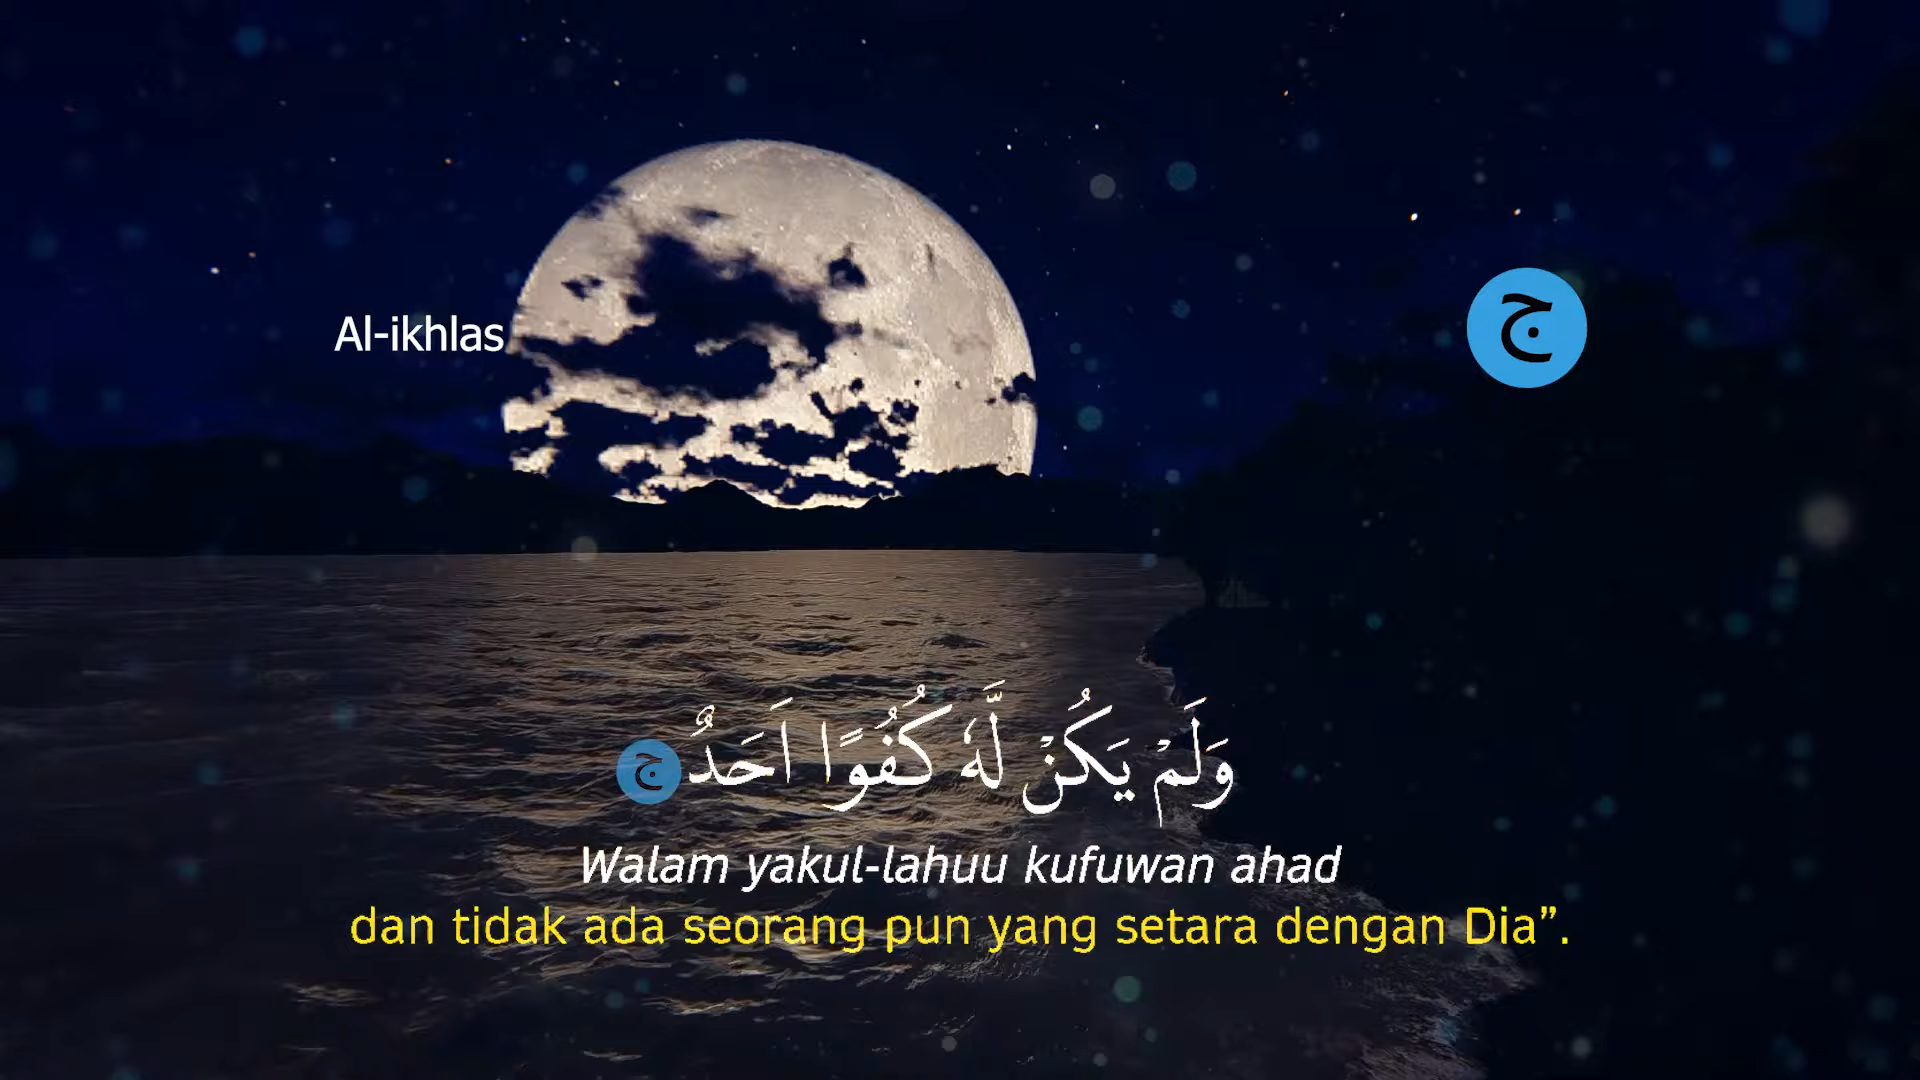 Al-ikhlas
ج
وَلَمْ يَكُنْ لَّهٗ كُفُوًا اَحَدٌ ج
Walam yakul-lahuu kufuwan ahad
dan tidak ada seorang pun yang setara dengan Dia”.